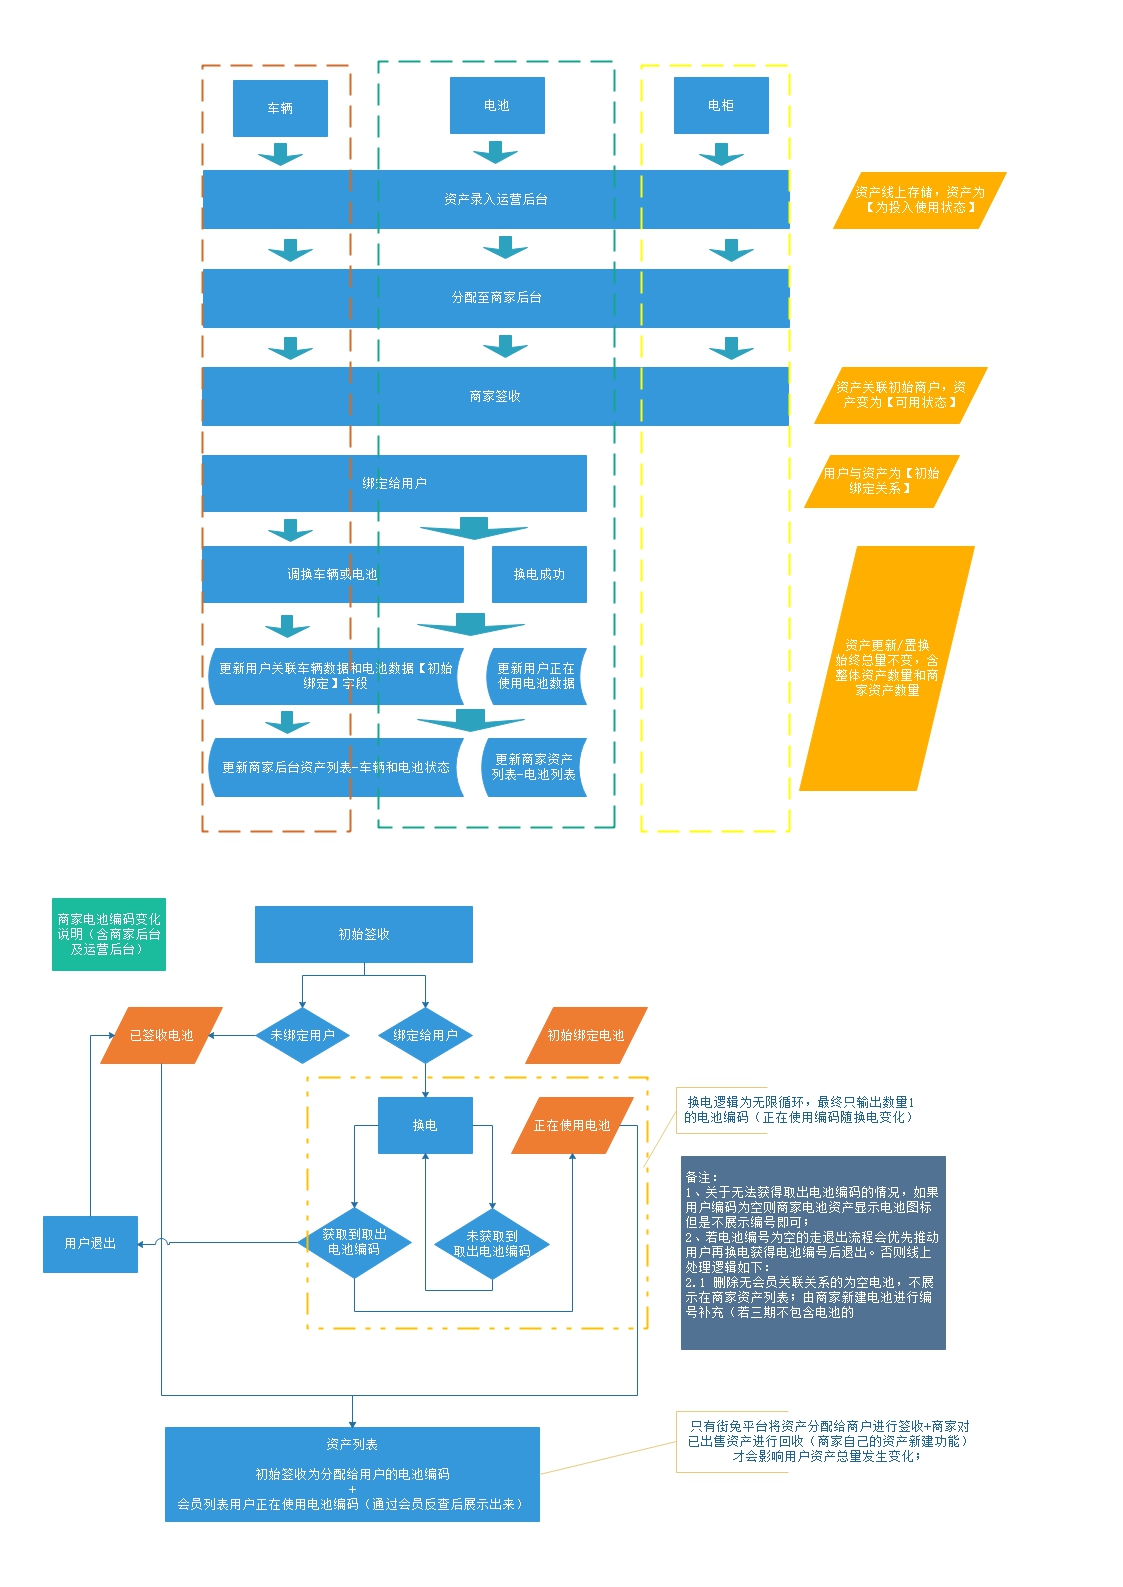 车辆
电池
电柜
资产录入运营后台
资产线上存储，资产为
【为投入使用状态】
分配至商家后台
商家签收
资产关联初始商户，资
产变为【可用状态】
绑定给用户
用户与资产为【初始
绑定关系】
调换车辆或电池
换电成功
更新用户关联车辆数据和电池数据【初始
绑定】字段
更新用户正在
使用电池数据
资产更新/置换
始终总量不变，含
整体资产数量和商
家资产数量
更新商家后台资产列表-车辆和电池状态
更新商家资产
列表-电池列表
商家电池编码变化
说明（含商家后台
及运营后台）
初始签收
已签收电池
未绑定用户
绑定给用户
初始绑定电池
换电
正在使用电池
换电逻辑为无限循环，最终只输出数量1
的电池编码（正在使用编码随换电变化）
用户退出
获取到取出
电池编码
未获取到
取出电池编码
备注：
1、关于无法获得取出电池编码的情况，如果
用户编码为空则商家电池资产显示电池图标
但是不展示编号即可；
2、若电池编号为空的走退出流程会优先推动
用户再换电获得电池编号后退出。否则线上
处理逻辑如下：
2.1 删除无会员关联关系的为空电池，不展
示在商家资产列表；由商家新建电池进行编
号补充（若三期不包含电池的
资产列表
初始签收为分配给用户的电池编码
+
会员列表用户正在使用电池编码（通过会员反查后展示出来）
只有街兔平台将资产分配给商户进行签收+商家对
已出售资产进行回收（商家自己的资产新建功能）
才会影响用户资产总量发生变化；